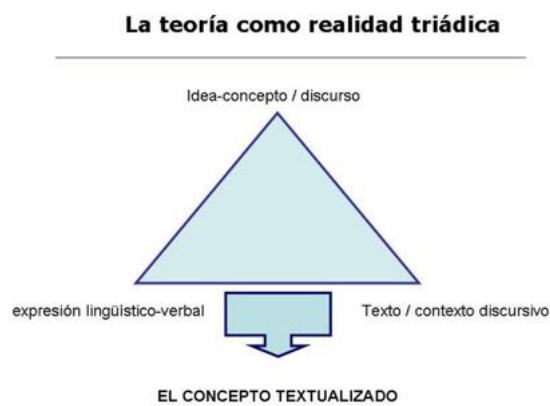 La teoría como realidad triádica
Idea-concepto / discurso
expresión lingüístico-verbal
Texto / contexto discursivo
EL CONCEPTO TEXTUALIZADO